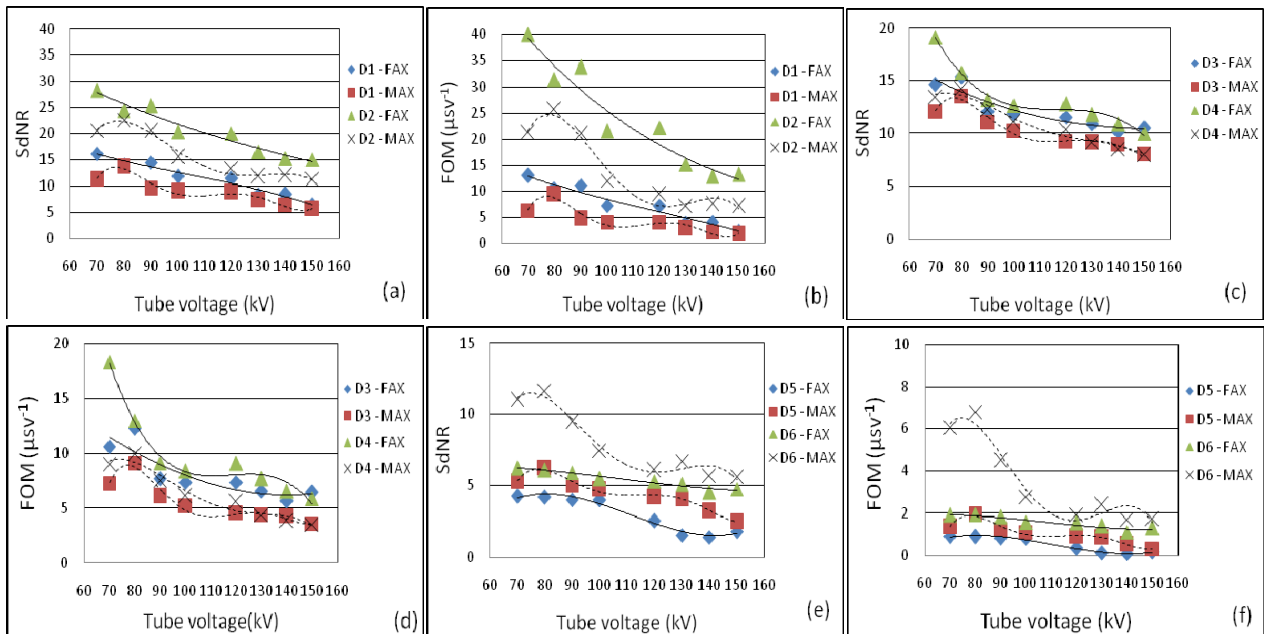 40
35
30
25
20
15
10
5
0
SdNR
60 70 80 90 100 110 120 130 140 150 160
Tube voltage (kV)
D1 - FAX
D1 - MAX
D2 - FAX
D2 - MAX
(a)
40
35
30
25
20
15
10
5
0
FOM (µsv⁻¹)
60 70 80 90 100 110 120 130 140 150 160
Tube voltage (kV)
D1 - FAX
D1 - MAX
D2 - FAX
D2 - MAX
(b)
20
15
10
5
0
SdNR
60 70 80 90 100 110 120 130 140 150 160
Tube voltage (kV)
D3 - FAX
D3 - MAX
D4 - FAX
D4 - MAX
(c)
20
15
10
5
0
FOM (µsv⁻¹)
60 70 80 90 100 110 120 130 140 150 160
Tube voltage(kV)
D3 - FAX
D3 - MAX
D4 - FAX
D4 - MAX
(d)
15
10
5
0
SdNR
60 70 80 90 100 110 120 130 140 150 160
Tube voltage (kV)
D5 - FAX
D5 - MAX
D6 - FAX
D6 - MAX
(e)
10
8
6
4
2
0
FOM (µsv⁻¹)
60 70 80 90 100 110 120 130 140 150 160
Tube voltage (kV)
D5 - FAX
D5 - MAX
D6 - FAX
D6 - MAX
(f)